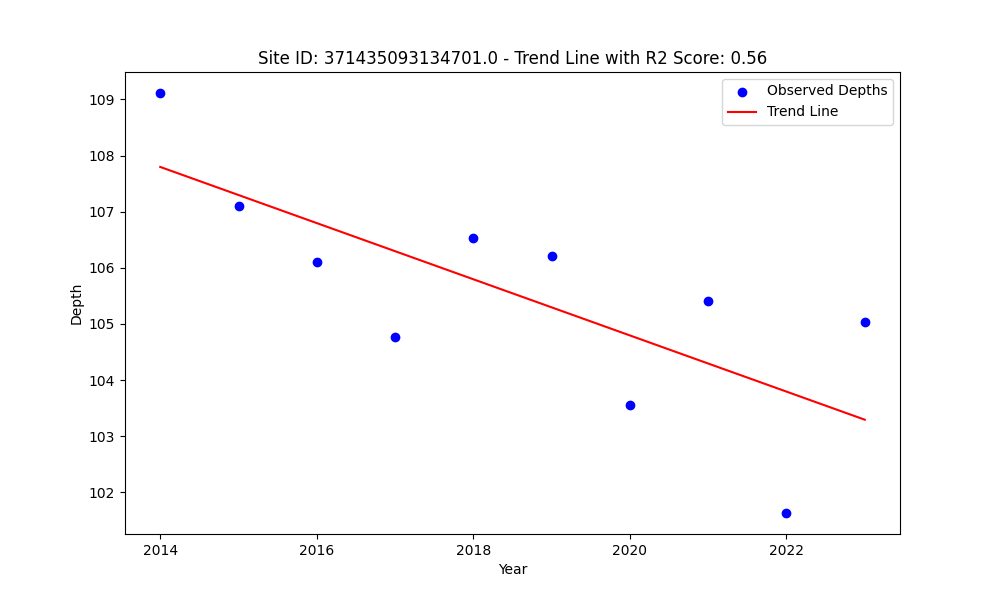 Site ID: 371435093134701.0 - Trend Line with R2 Score: 0.56
Observed Depths
Trend Line
109
108
107
106
105
104
103
102
Depth
2014
2016
2018
2020
2022
Year